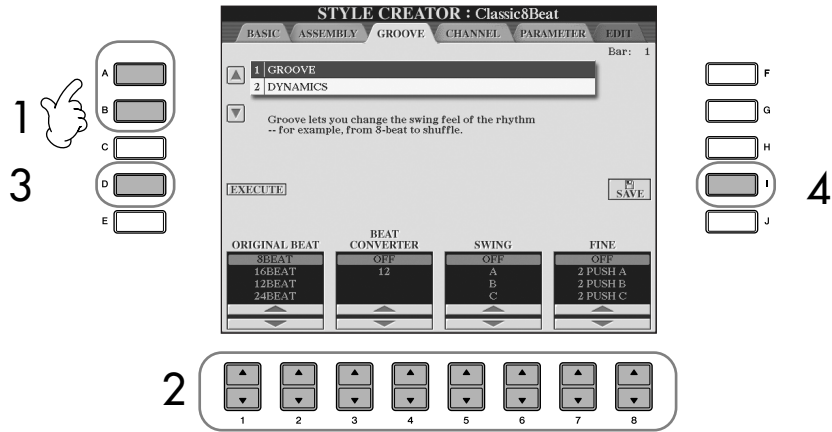 STYLE CREATOR : Classic8Beat
BASIC ASSEMBLY GROOVE CHANNEL PARAMETER EDIT
Bar: 1
1 GROOVE
2 DYNAMICS
Groove lets you change the swing feel of the rhythm
-- for example, from 8-beat to shuffle.
EXECUTE
SAVE
ORIGINAL BEAT
8BEAT
16BEAT
12BEAT
24BEAT
BEAT
CONVERTER
OFF
12
SWING
OFF
A
B
C
FINE
OFF
2 PUSH A
2 PUSH B
2 PUSH C
A
B
C
D
E
F
G
H
I
J
1
3
4
2
1 2 3 4 5 6 7 8